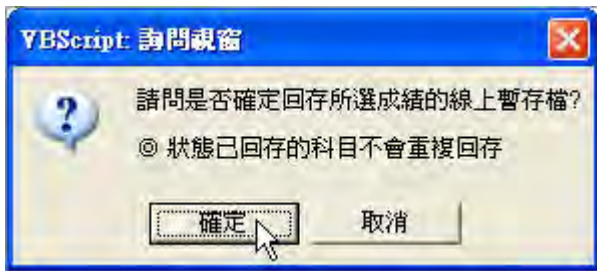 VBScript: 詢問視窗
請問是否確定回存所選成績的線上暫存檔?
◎ 狀態已回存的科目不會重複回存
確定
取消